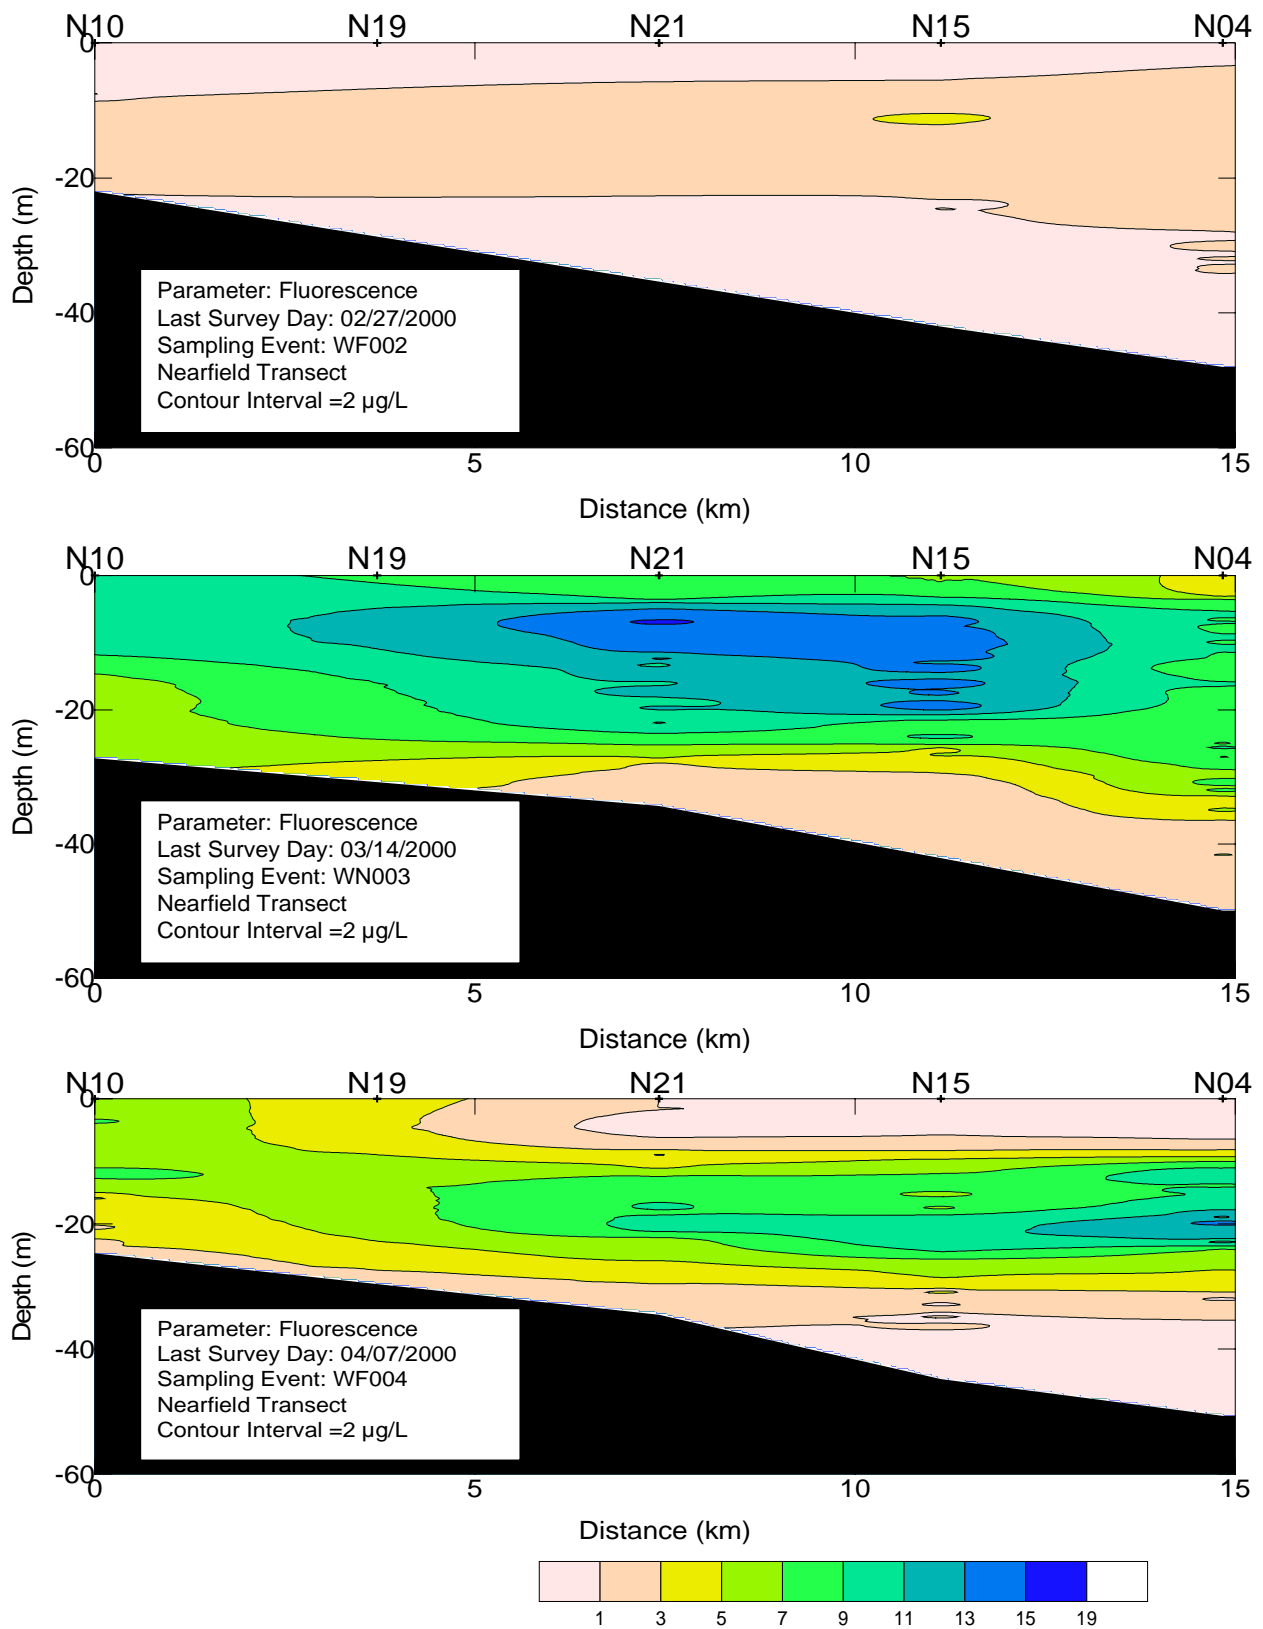 N10 N19 N21 N15 N04
0
-20
-40
-60
Depth (m)
Parameter: Fluorescence
Last Survey Day: 02/27/2000
Sampling Event: WF002
Nearfield Transect
Contour Interval =2 µg/L
0 5 10 15
Distance (km)
N10 N19 N21 N15 N04
0
-20
-40
-60
Depth (m)
Parameter: Fluorescence
Last Survey Day: 03/14/2000
Sampling Event: WN003
Nearfield Transect
Contour Interval =2 µg/L
0 5 10 15
Distance (km)
N10 N19 N21 N15 N04
0
-20
-40
-60
Depth (m)
Parameter: Fluorescence
Last Survey Day: 04/07/2000
Sampling Event: WF004
Nearfield Transect
Contour Interval =2 µg/L
0 5 10 15
Distance (km)
1 3 5 7 9 11 13 15 19